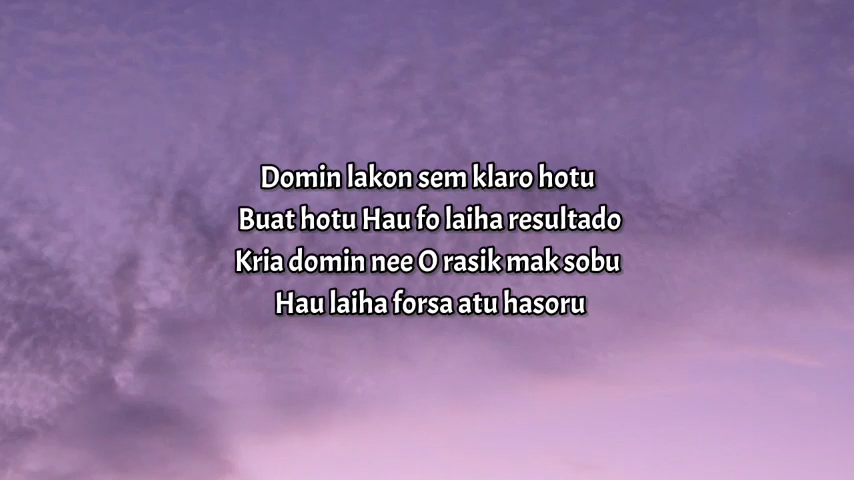 Domin lakon sem klaro hotu
Buat hotu Hau fo laiha resultado
Kria domin nee O rasik mak sobu
Hau laiha forsa atu hasoru